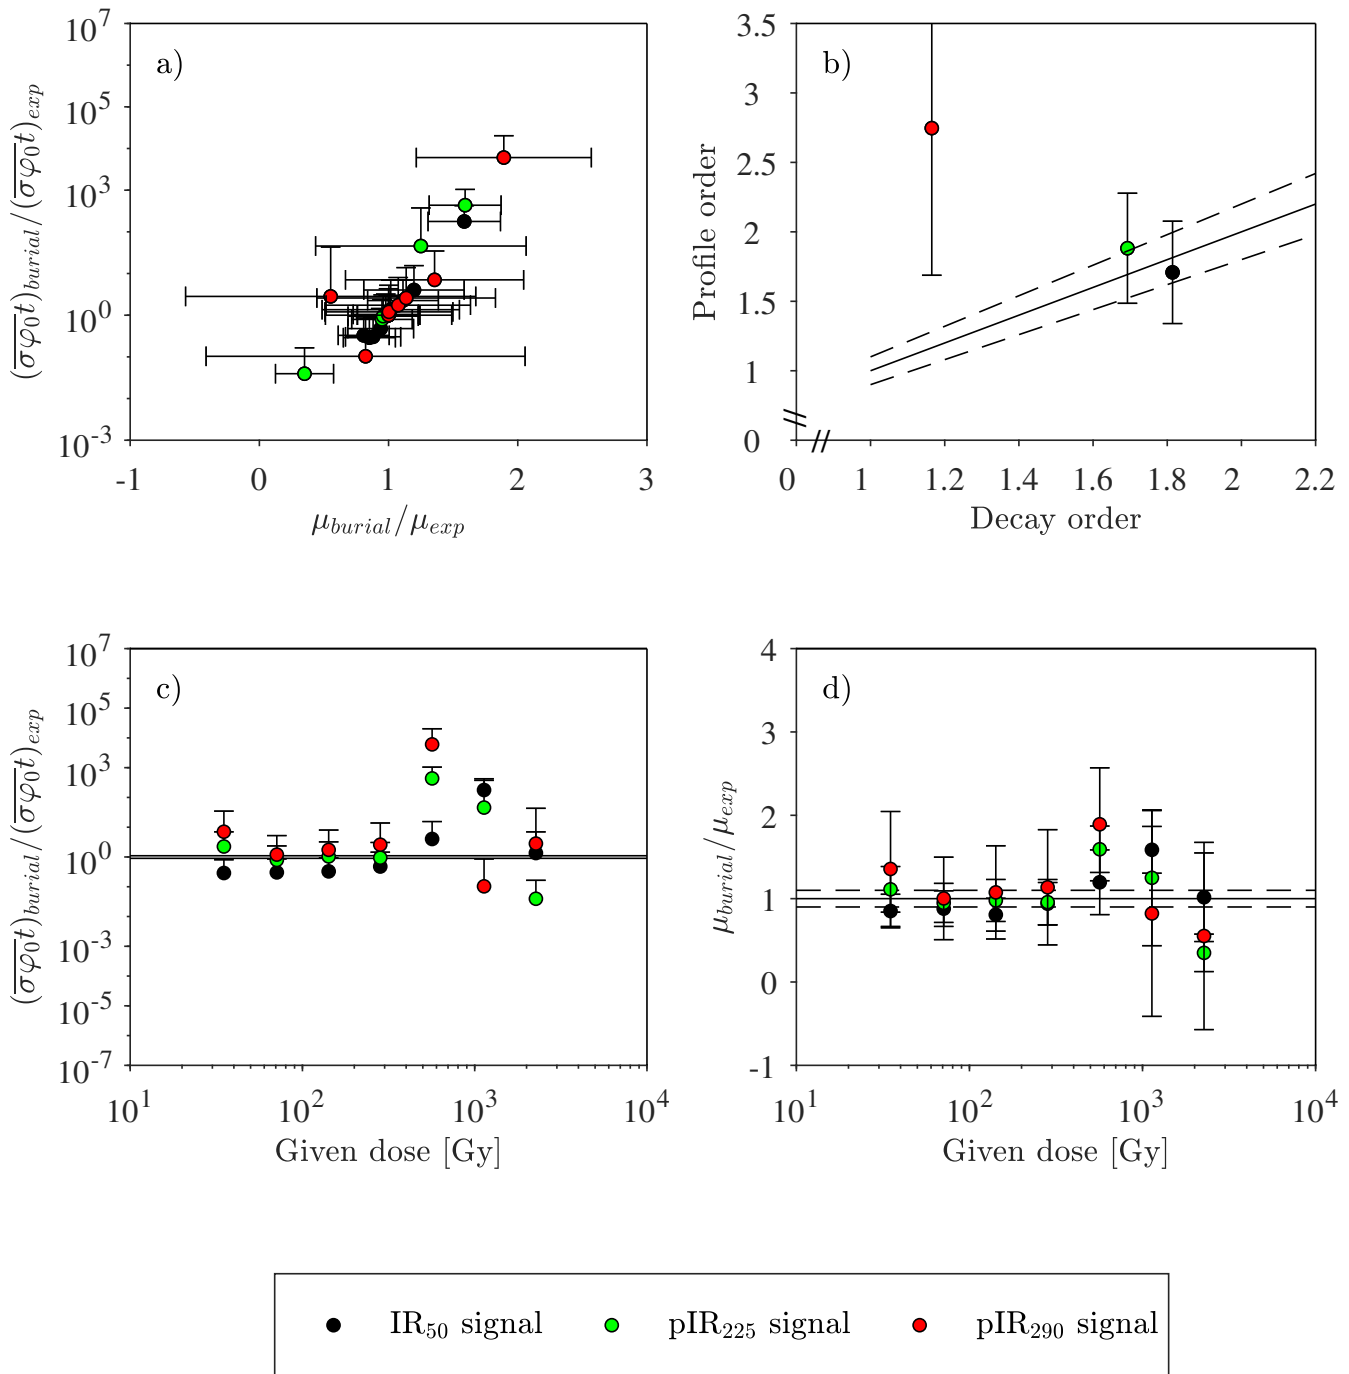 a)
10^7
10^5
10^3
10^0
10^-3
(σφ₀t)burial/(σφ₀t)exp
-1 0 1 2 3
μburial/μexp
b)
3.5
3
2.5
2
1.5
1
0
Profile order
0 1 1.2 1.4 1.6 1.8 2 2.2
Decay order
c)
10^7
10^5
10^3
10^0
10^-3
10^-5
10^-7
(σφ₀t)burial/(σφ₀t)exp
10^1 10^2 10^3 10^4
Given dose [Gy]
d)
4
3
2
1
0
-1
μburial/μexp
10^1 10^2 10^3 10^4
Given dose [Gy]
IR₅₀ signal pIR₂₂₅ signal pIR₂₉₀ signal